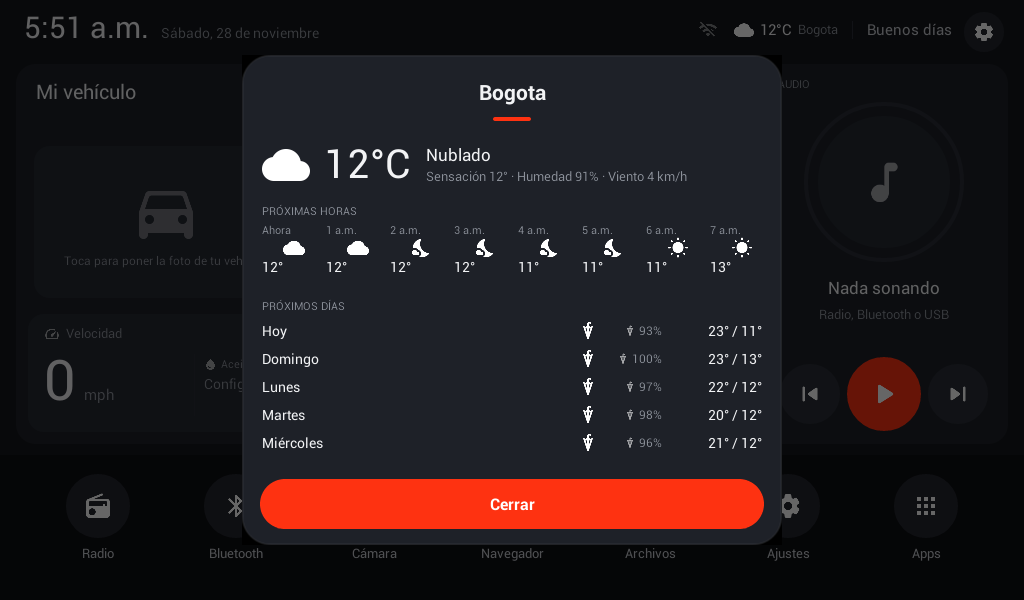 5:51 a.m. Sábado, 28 de noviembre
12°C Bogota
Buenos días
Mi vehículo
Toca para poner la foto de tu veh
Velocidad
0 mph
Acei
Config
Bogota
12°C
Nublado
Sensación 12° · Humedad 91% · Viento 4 km/h
PRÓXIMAS HORAS
Ahora 1 a.m. 2 a.m. 3 a.m. 4 a.m. 5 a.m. 6 a.m. 7 a.m.
12° 12° 12° 12° 11° 11° 11° 13°
PRÓXIMOS DÍAS
Hoy 93% 23° / 11°
Domingo 100% 23° / 13°
Lunes 97% 22° / 12°
Martes 98% 20° / 12°
Miércoles 96% 21° / 12°
Cerrar
UDIO
Nada sonando
Radio, Bluetooth o USB
Radio
Bluetooth
Cámara
Navegador
Archivos
Ajustes
Apps